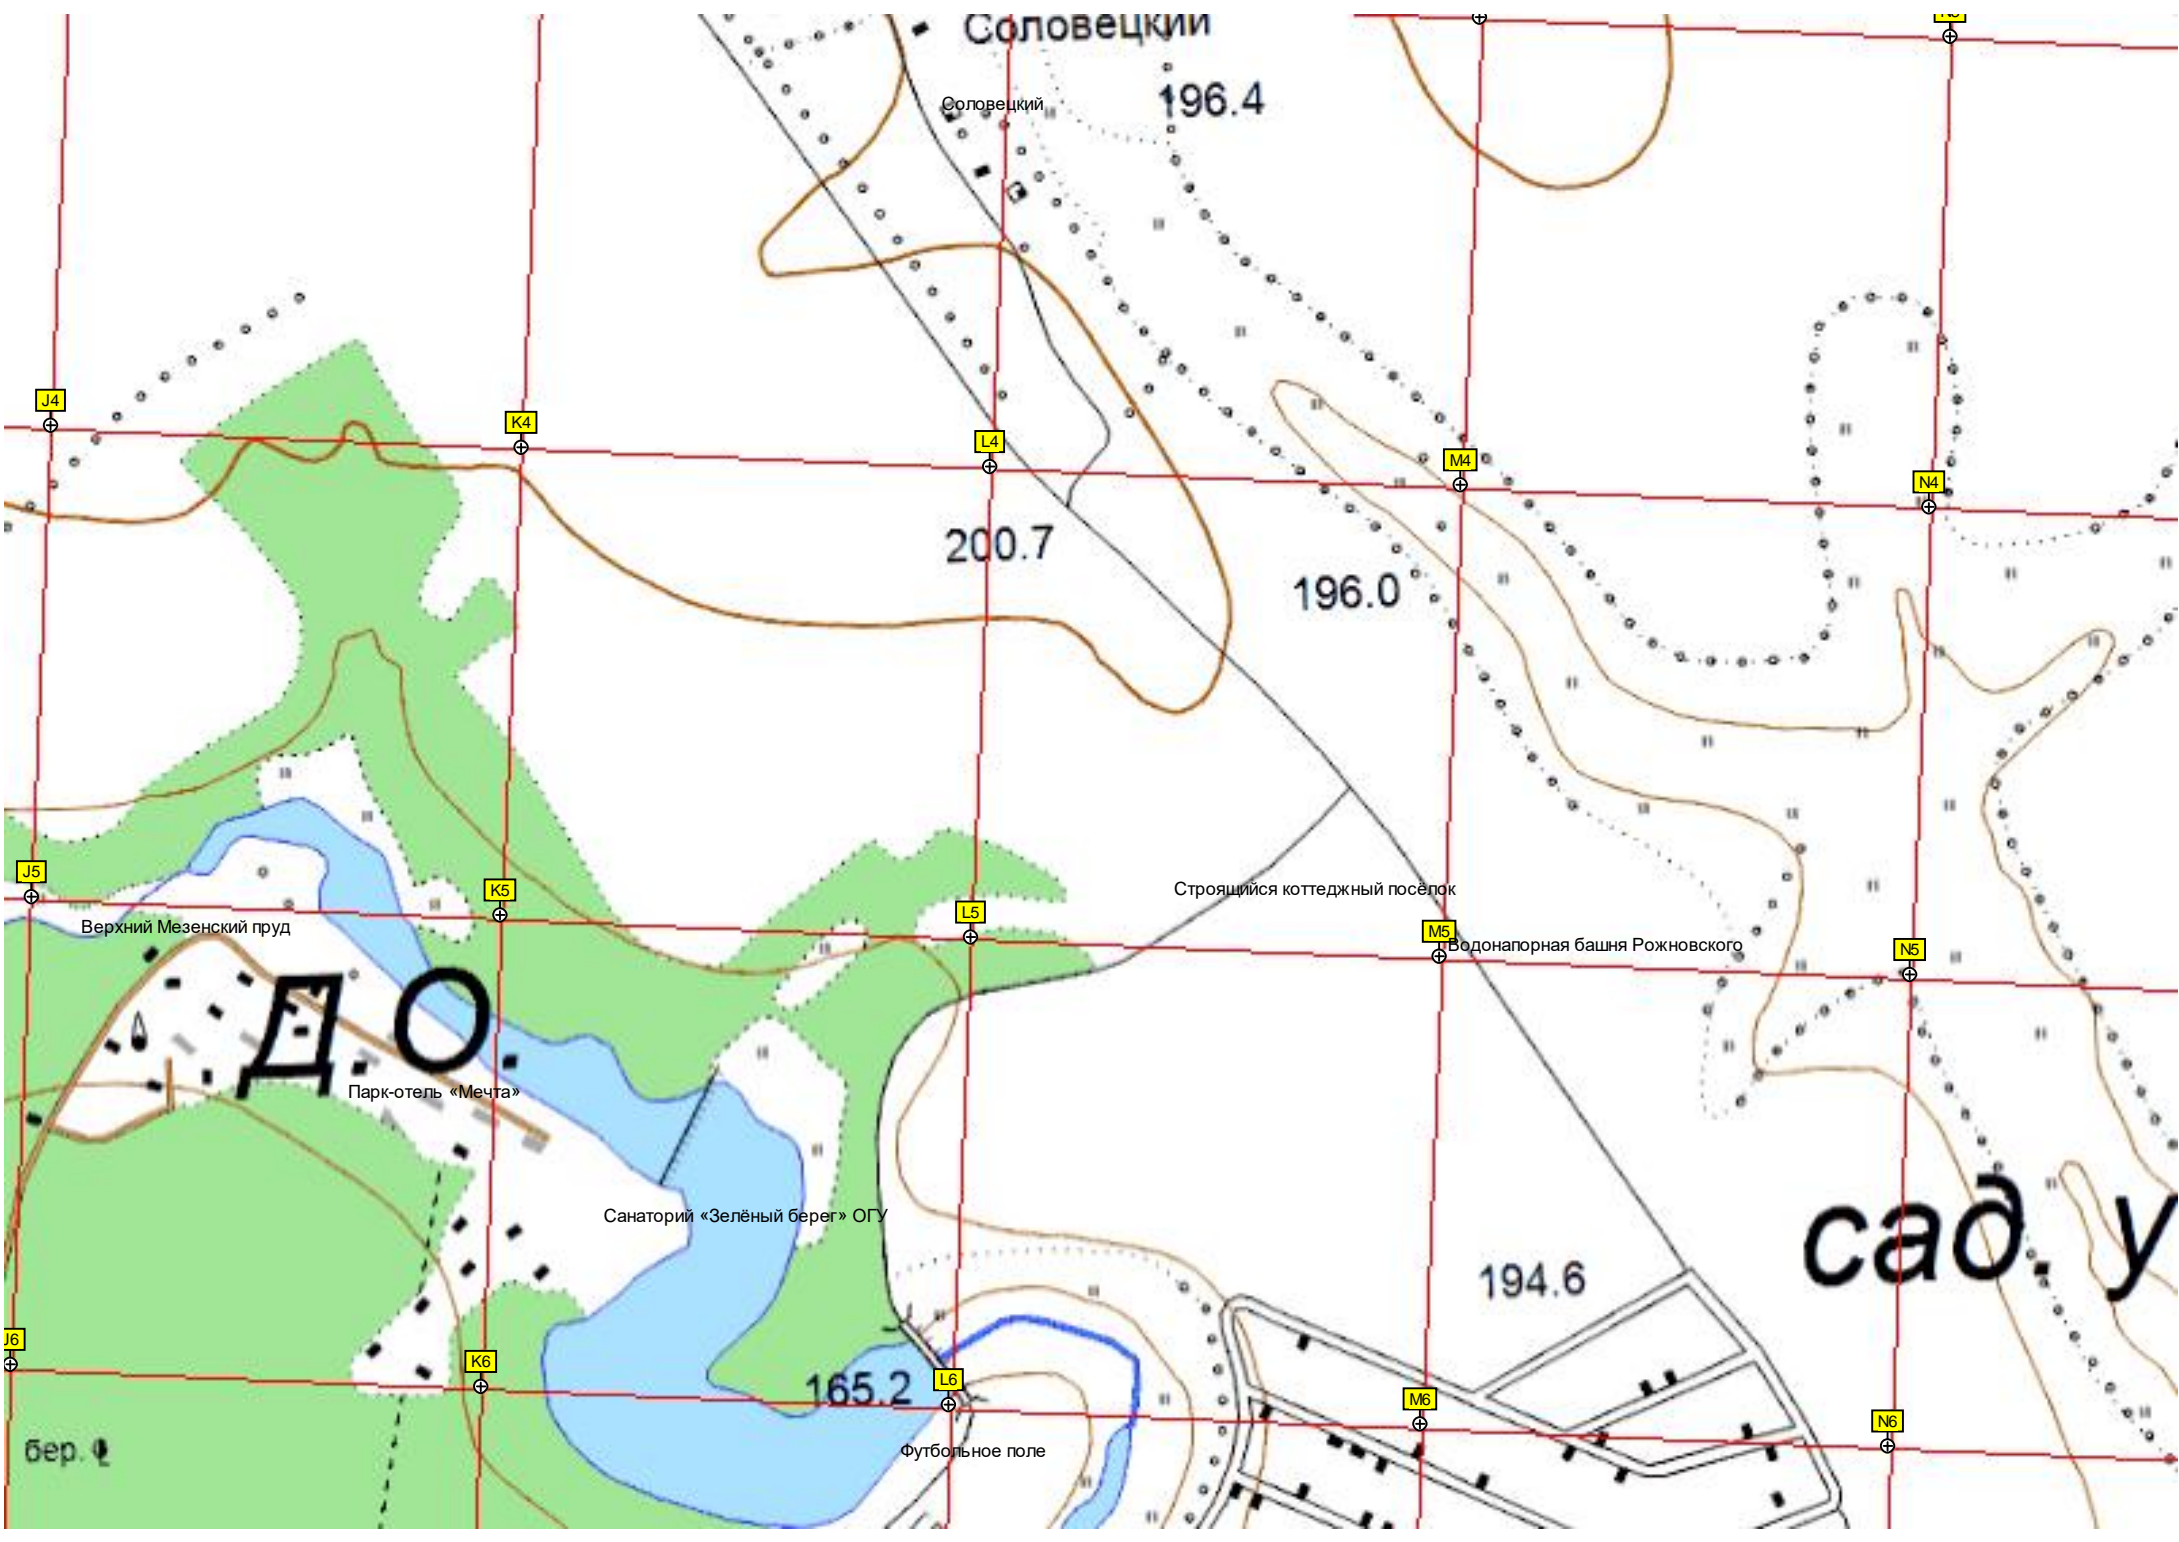 Соловецкий
196.4
Соловецкий
J4
K4
L4
M4
N4
200.7
196.0
J5
K5
L5
M5
N5
Строящийся коттеджный посёлок
Верхний Мезенский пруд
Водонапорная башня Рожновского
Д.О.
Парк-отель «Мечта»
Санаторий «Зелёный берег» ОГУ
сад. у
194.6
J6
K6
L6
M6
N6
165.2
бер.
Футбольное поле